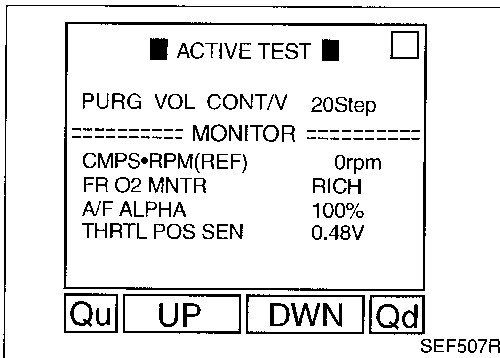 ■ ACTIVE TEST ■
PURG VOL CONT/V 20Step
========== MONITOR ==========
CMPS•RPM(REF) 0rpm
FR O2 MNTR RICH
A/F ALPHA 100%
THRTL POS SEN 0.48V
Qu UP DWN Qd
SEF507R